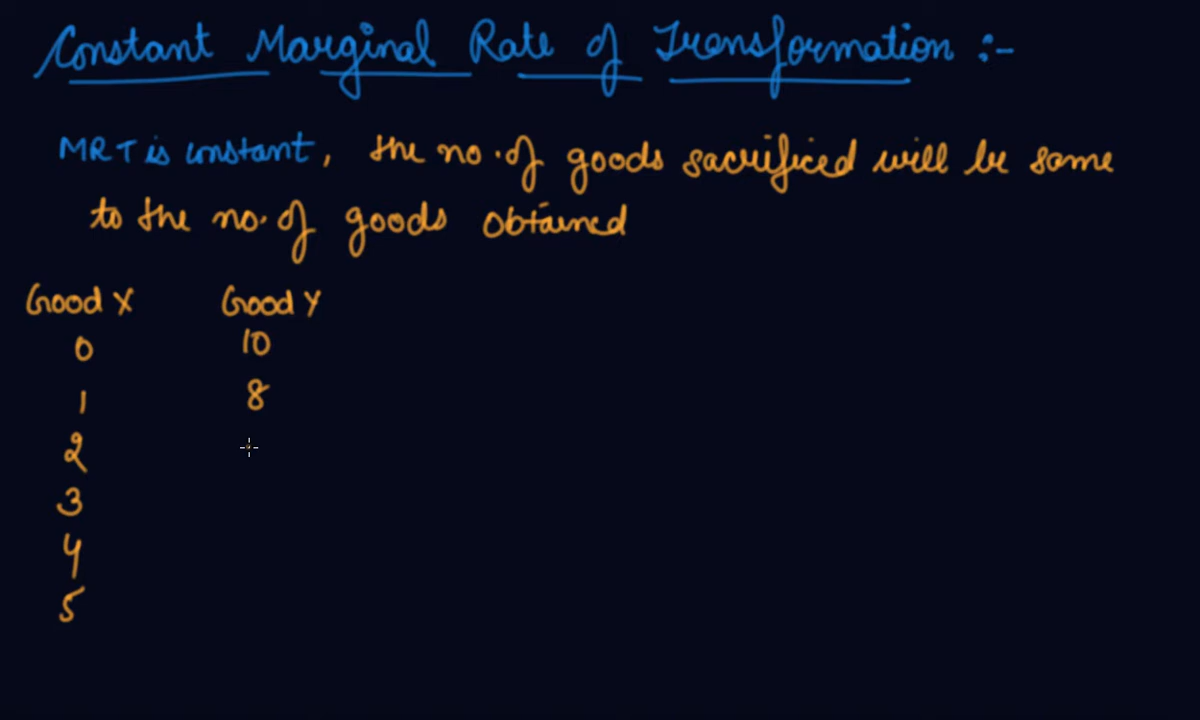 Constant Marginal Rate of Transformation :-
MRT is constant, the no. of goods sacrificed will be same
to the no. of goods obtained
Good X Good Y
0 10
1 8
2
3
4
5